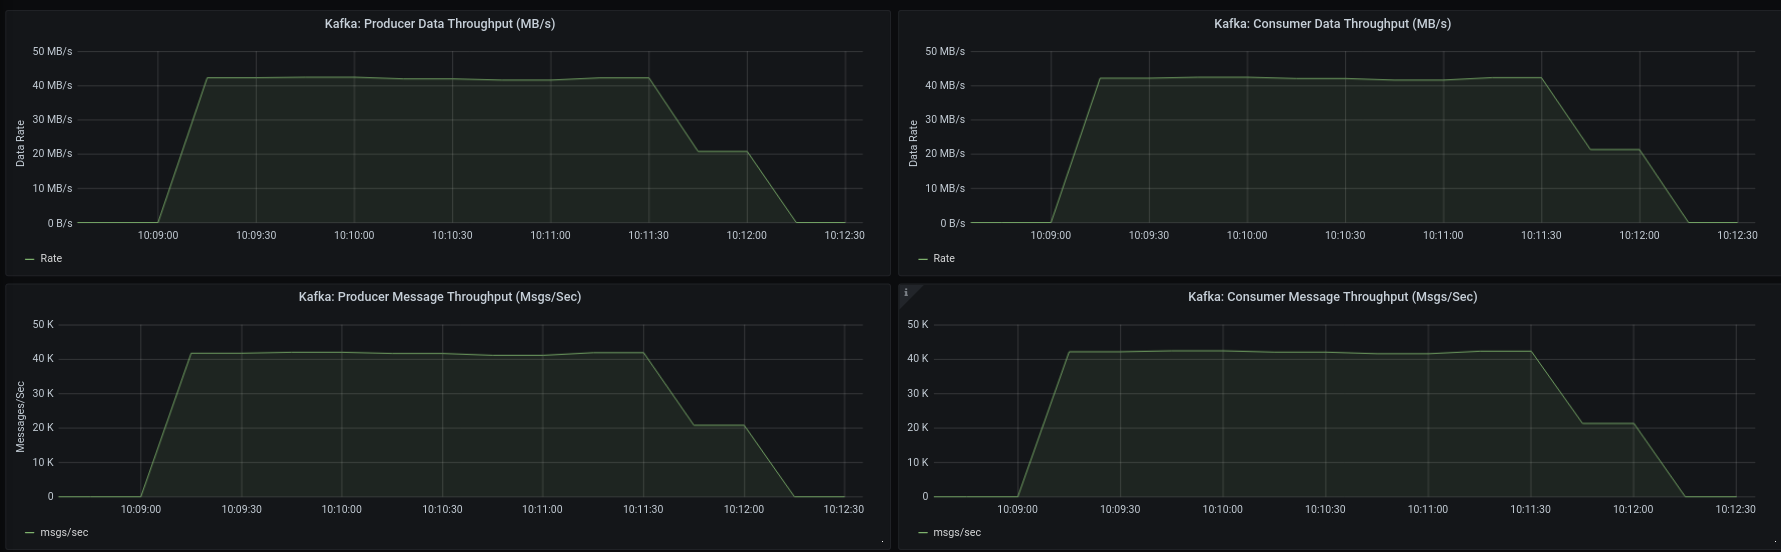 Kafka: Producer Data Throughput (MB/s)
50 MB/s
40 MB/s
30 MB/s
20 MB/s
10 MB/s
0 B/s
Data Rate
10:09:00 10:09:30 10:10:00 10:10:30 10:11:00 10:11:30 10:12:00 10:12:30
Rate
Kafka: Consumer Data Throughput (MB/s)
50 MB/s
40 MB/s
30 MB/s
20 MB/s
10 MB/s
0 B/s
Data Rate
10:09:00 10:09:30 10:10:00 10:10:30 10:11:00 10:11:30 10:12:00 10:12:30
Rate
Kafka: Producer Message Throughput (Msgs/Sec)
50 K
40 K
30 K
20 K
10 K
0
Messages/Sec
10:09:00 10:09:30 10:10:00 10:10:30 10:11:00 10:11:30 10:12:00 10:12:30
msgs/sec
i
Kafka: Consumer Message Throughput (Msgs/Sec)
50 K
40 K
30 K
20 K
10 K
0
10:09:00 10:09:30 10:10:00 10:10:30 10:11:00 10:11:30 10:12:00 10:12:30
msgs/sec